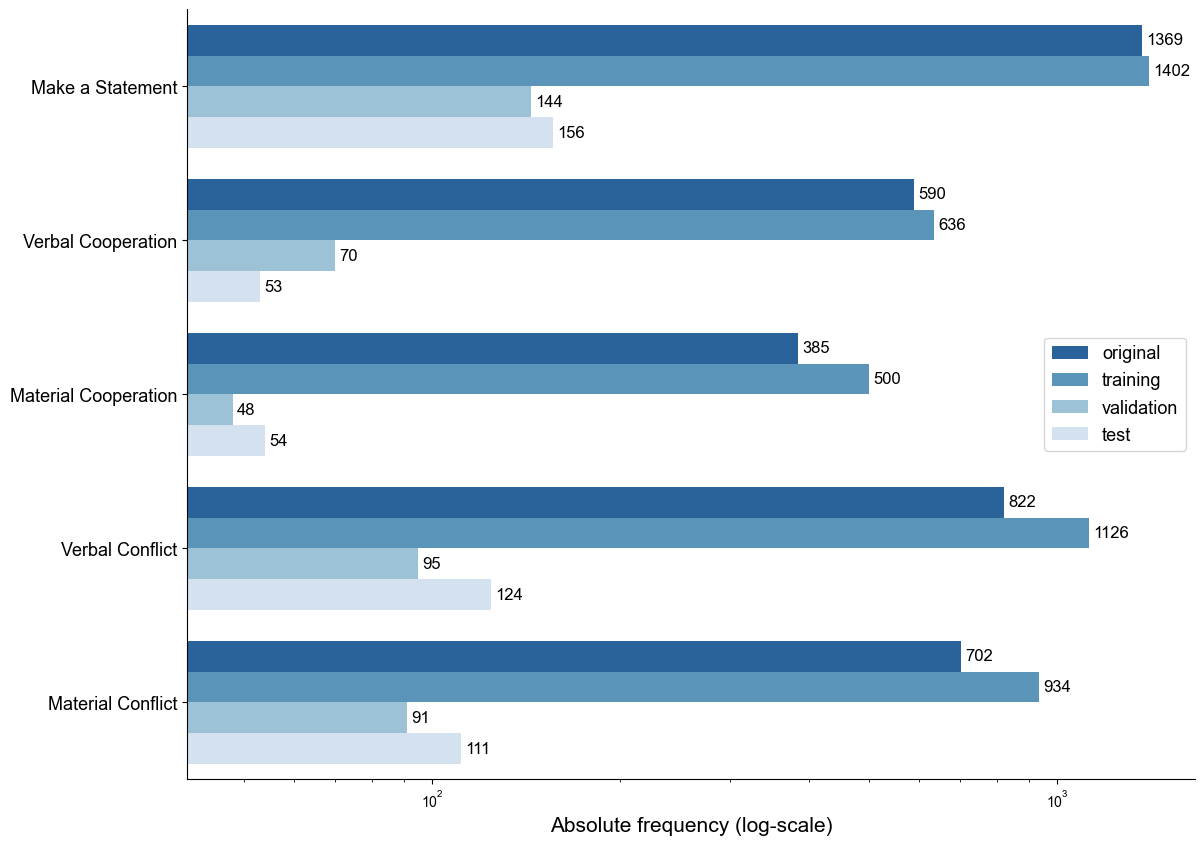 Make a Statement
1369
1402
144
156
Verbal Cooperation
590
636
70
53
Material Cooperation
385
500
48
54
Verbal Conflict
822
1126
95
124
Material Conflict
702
934
91
111
original
training
validation
test
10² 10³
Absolute frequency (log-scale)